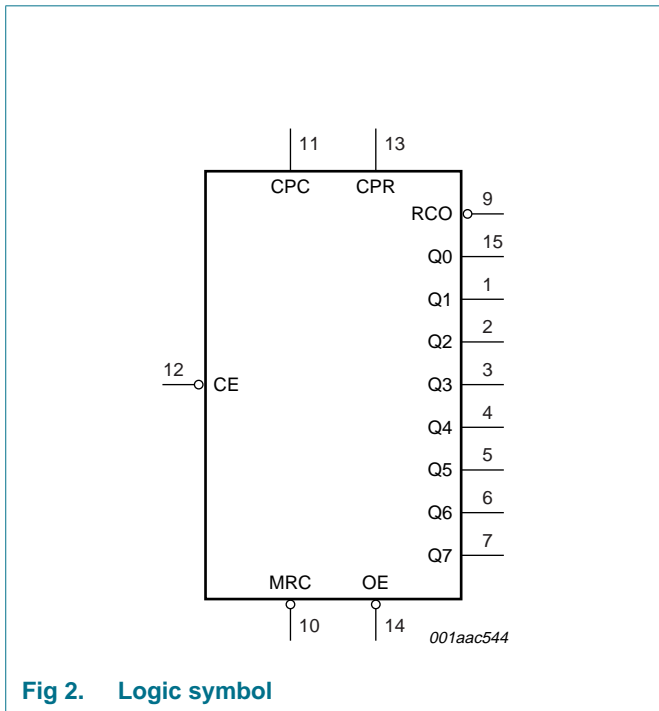 11 13
CPC CPR
RCO 9
Q0 15
Q1 1
Q2 2
12 CE Q3 3
Q4 4
Q5 5
Q6 6
Q7 7
MRC OE
10 14
001aac544
Fig 2. Logic symbol